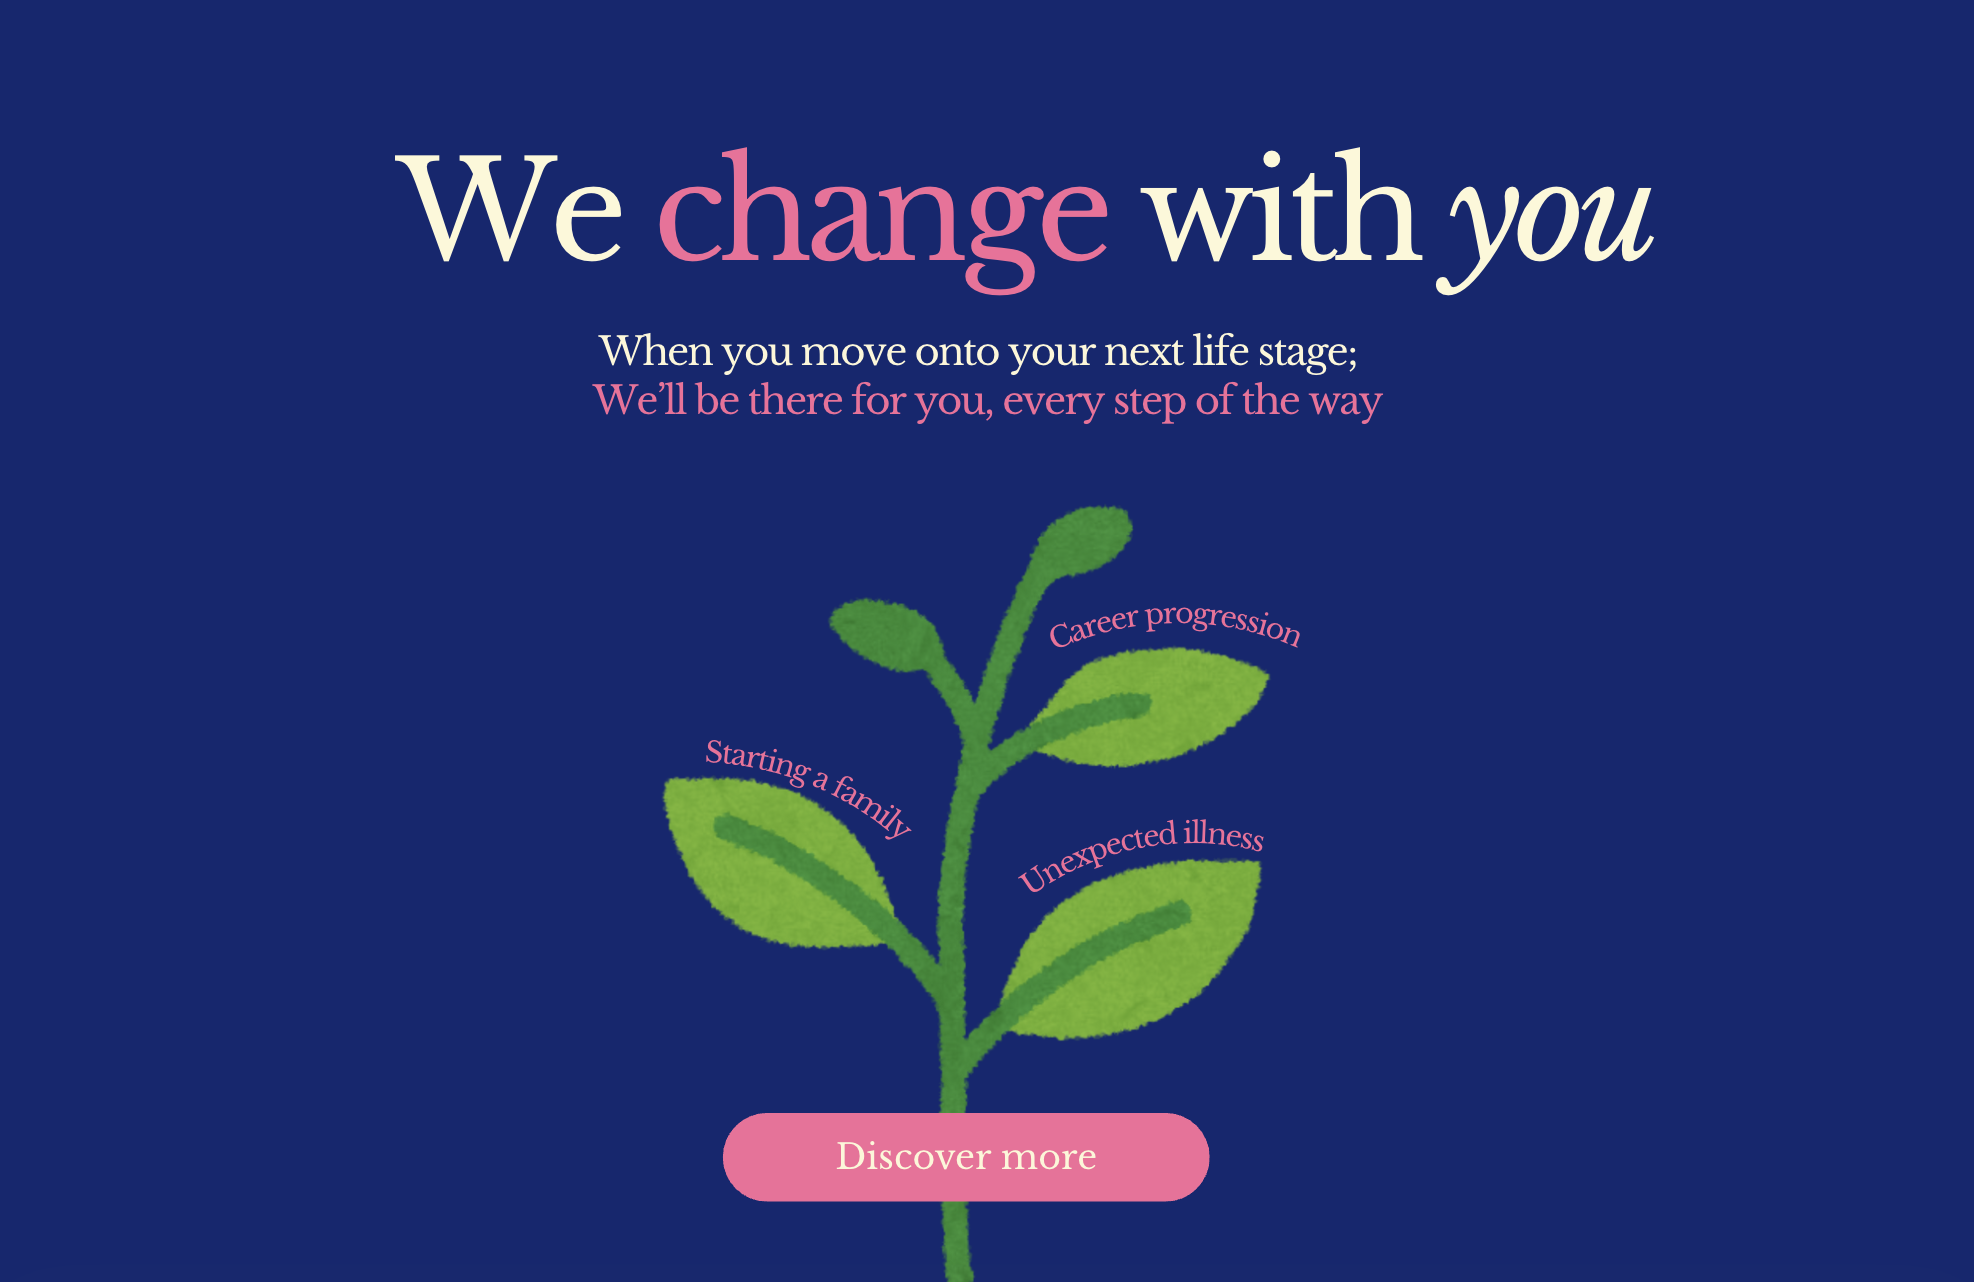 We change with you
When you move onto your next life stage;
We’ll be there for you, every step of the way
Career progression
Starting a family
Unexpected illness
Discover more